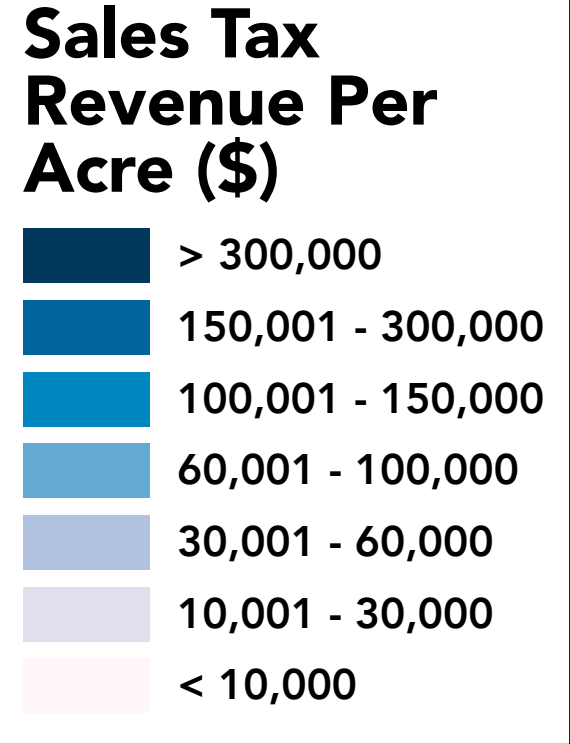 Sales Tax
Revenue Per
Acre ($)
> 300,000
150,001 - 300,000
100,001 - 150,000
60,001 - 100,000
30,001 - 60,000
10,001 - 30,000
< 10,000